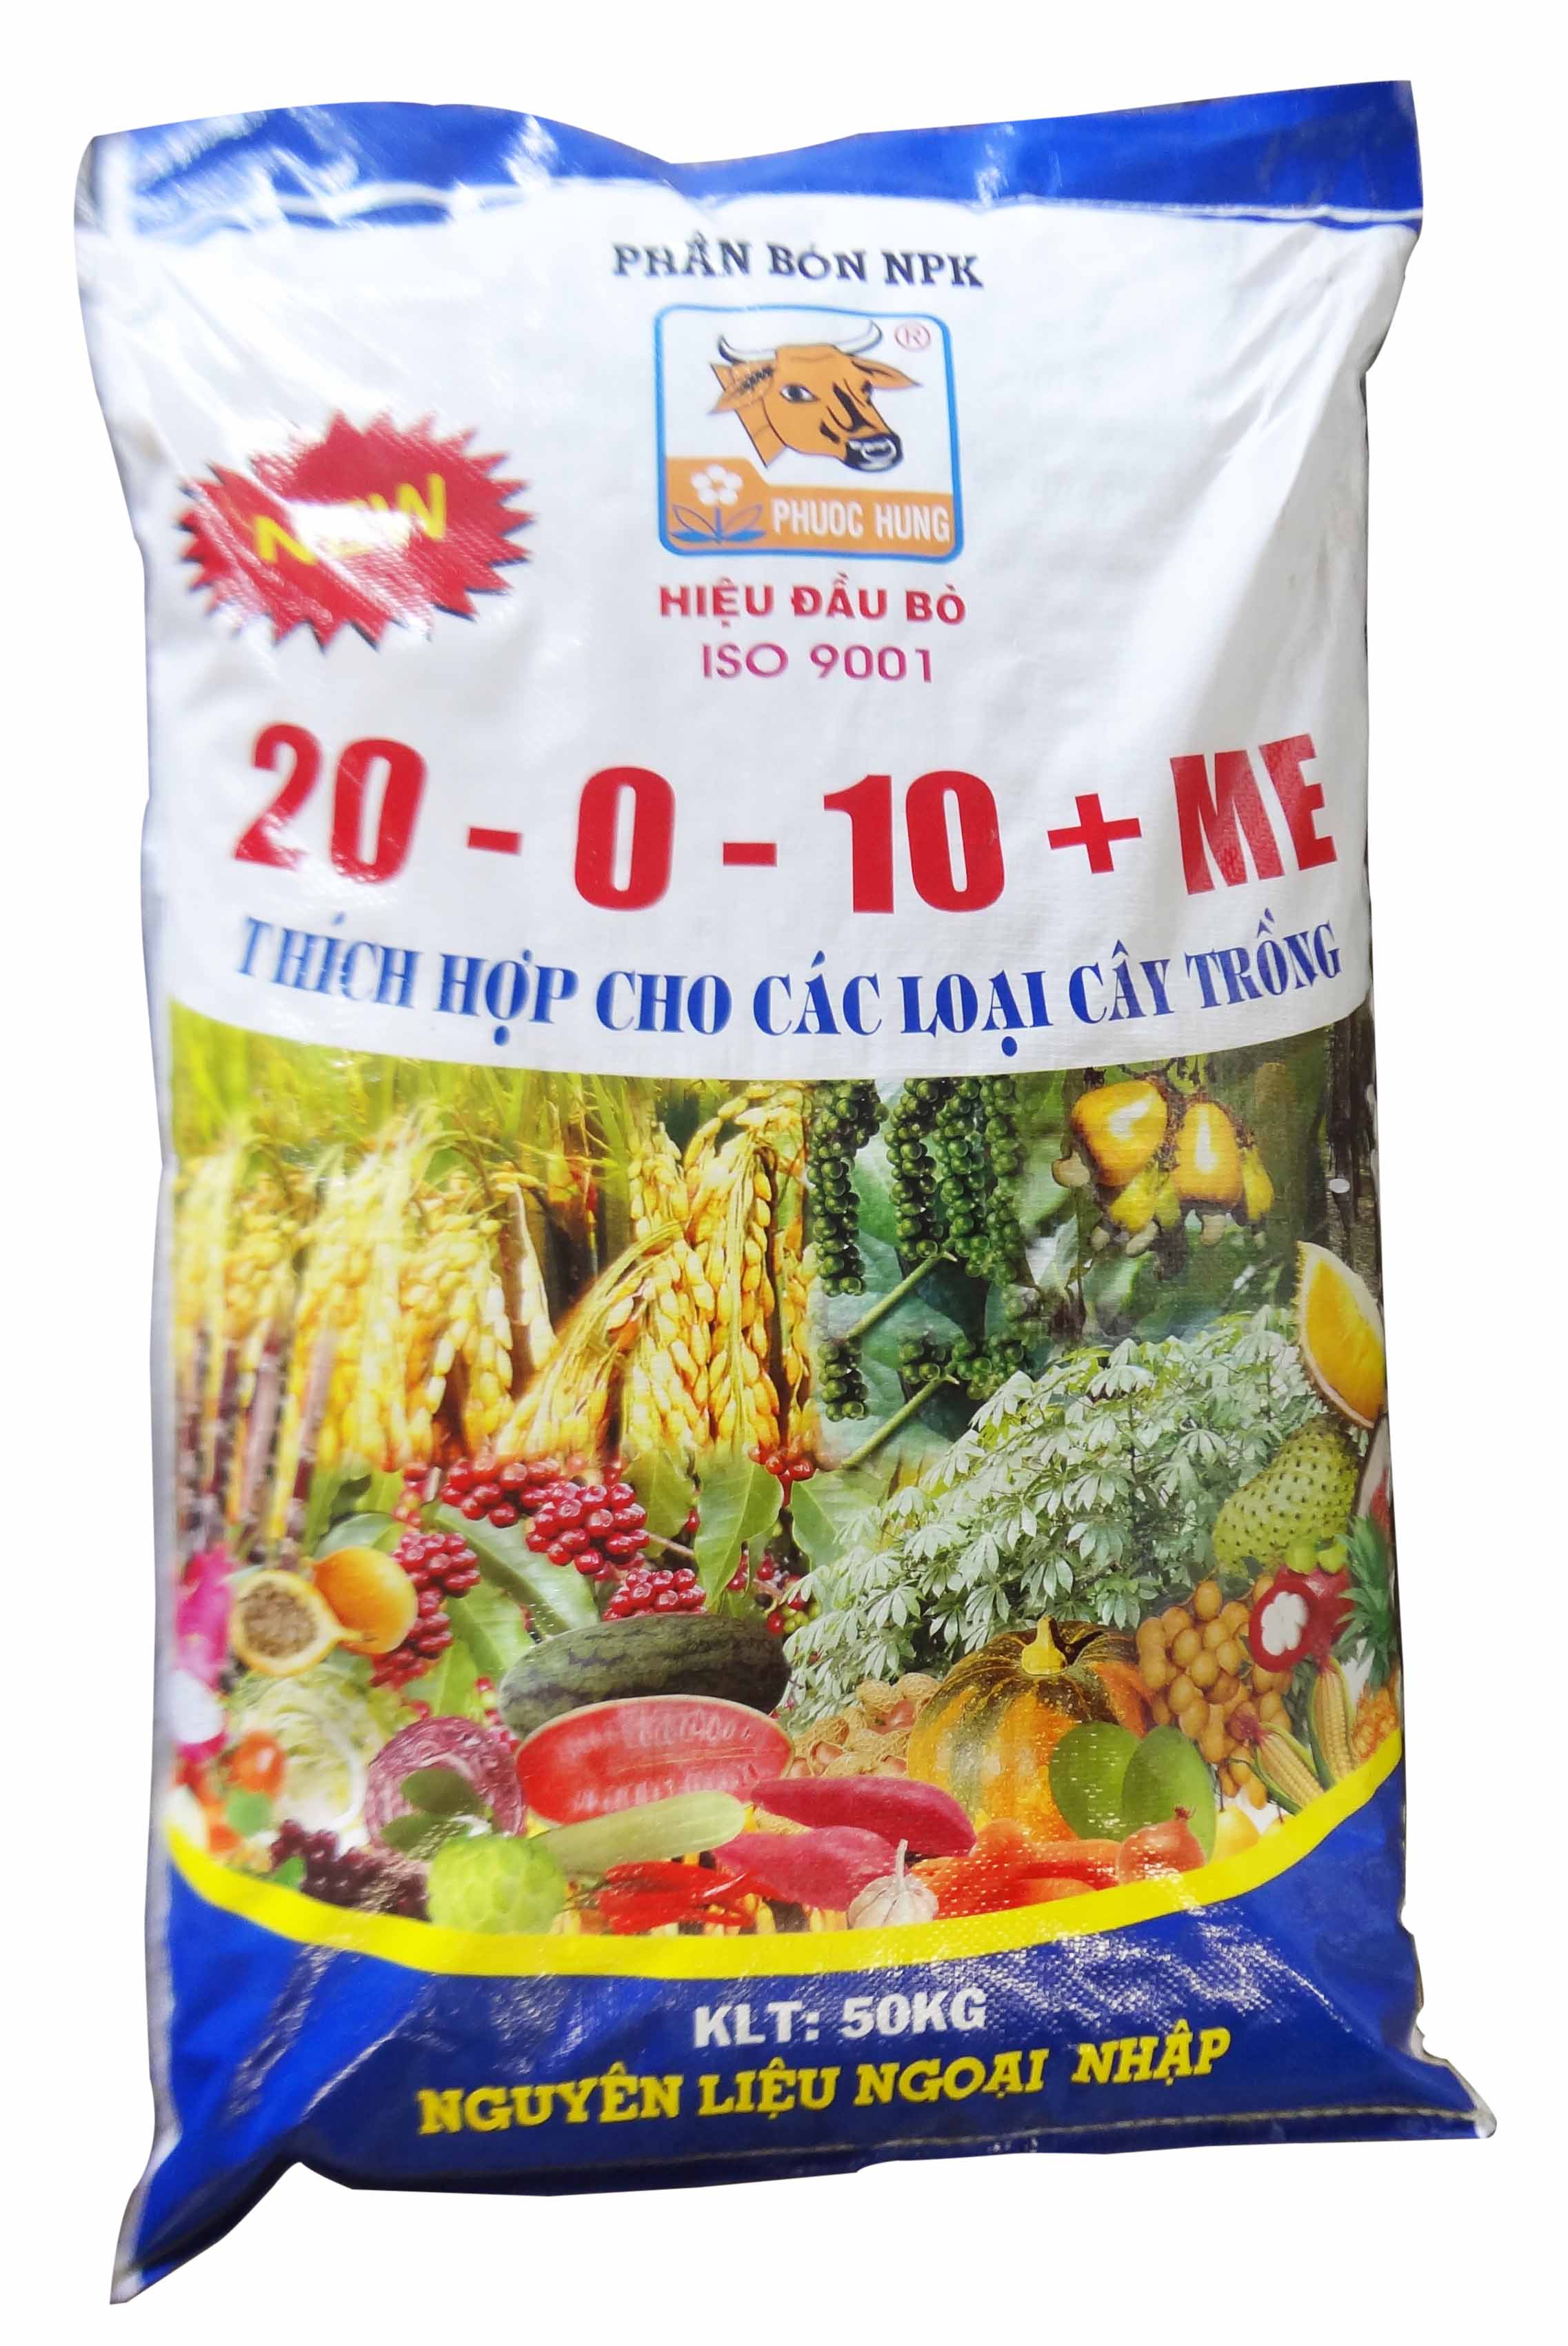 PHÂN BÓN NPK
®
PHUOC HUNG
HIỆU ĐẦU BÒ
ISO 9001
NEW
20 - 0 - 10 + ME
THÍCH HỢP CHO CÁC LOẠI CÂY TRỒNG
KLT: 50KG
NGUYÊN LIỆU NGOẠI NHẬP